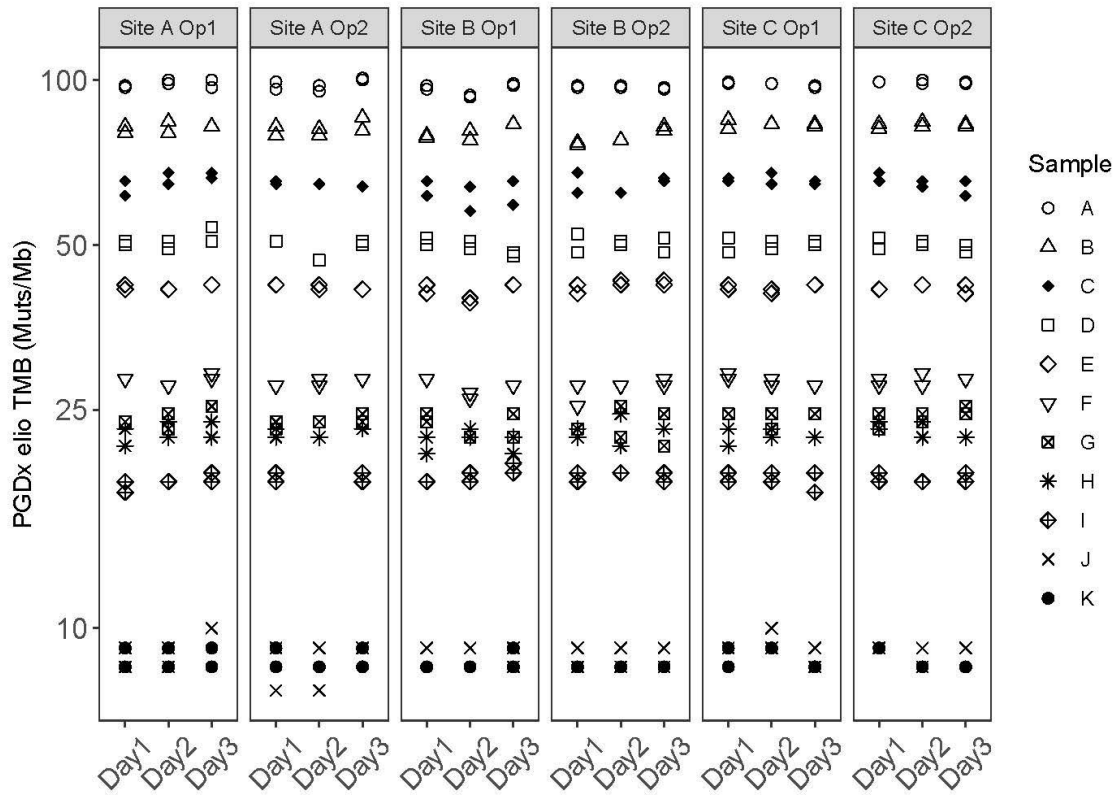 Site A Op1 Site A Op2 Site B Op1 Site B Op2 Site C Op1 Site C Op2
PGDx elio TMB (Muts/Mb)
100
50
25
10
Day1 Day2 Day3 Day1 Day2 Day3 Day1 Day2 Day3 Day1 Day2 Day3 Day1 Day2 Day3 Day1 Day2 Day3
Sample
A
B
C
D
E
F
G
H
I
J
K